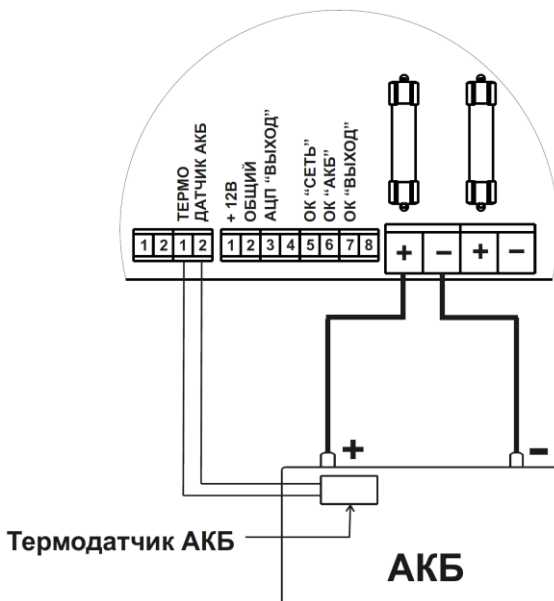 ТЕРМО
ДАТЧИК АКБ
+ 12В
ОБЩИЙ
АЦП “ВЫХОД”
ОК “СЕТЬ”
ОК “АКБ”
ОК “ВЫХОД”
1 2 1 2
1 2 3 4 5 6 7 8
+ − + −
+ −
Термодатчик АКБ
АКБ